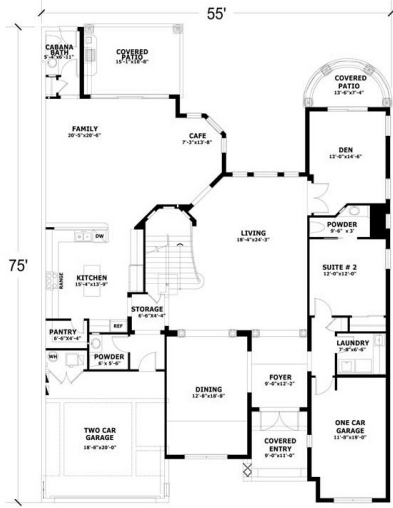 55'
75'
CABANA
BATH
5'-4"x6'-11"
COVERED
PATIO
15'-1"x10'-8"
COVERED
PATIO
13'-6"x7'-4"
FAMILY
20'-5"x20'-6"
CAFE
7'-3"x13'-8"
DEN
12'-0"x14'-6"
POWDER
9'-6" x 3'
LIVING
18'-4"x24'-3"
DW
RANGE
KITCHEN
15'-4"x13'-9"
SUITE # 2
12'-0"x12'-0"
STORAGE
6'-6"X4'-4"
REF
PANTRY
8'-6"X4'-4"
WH
POWDER
6' x 5'-6"
LAUNDRY
7'-8"x6'-6"
DINING
12'-8"x18'-8"
FOYER
9'-0"x12'-2"
TWO CAR
GARAGE
18'-8"x20'-0"
COVERED
ENTRY
9'-0"x11'-0"
ONE CAR
GARAGE
11'-8"x19'-0"